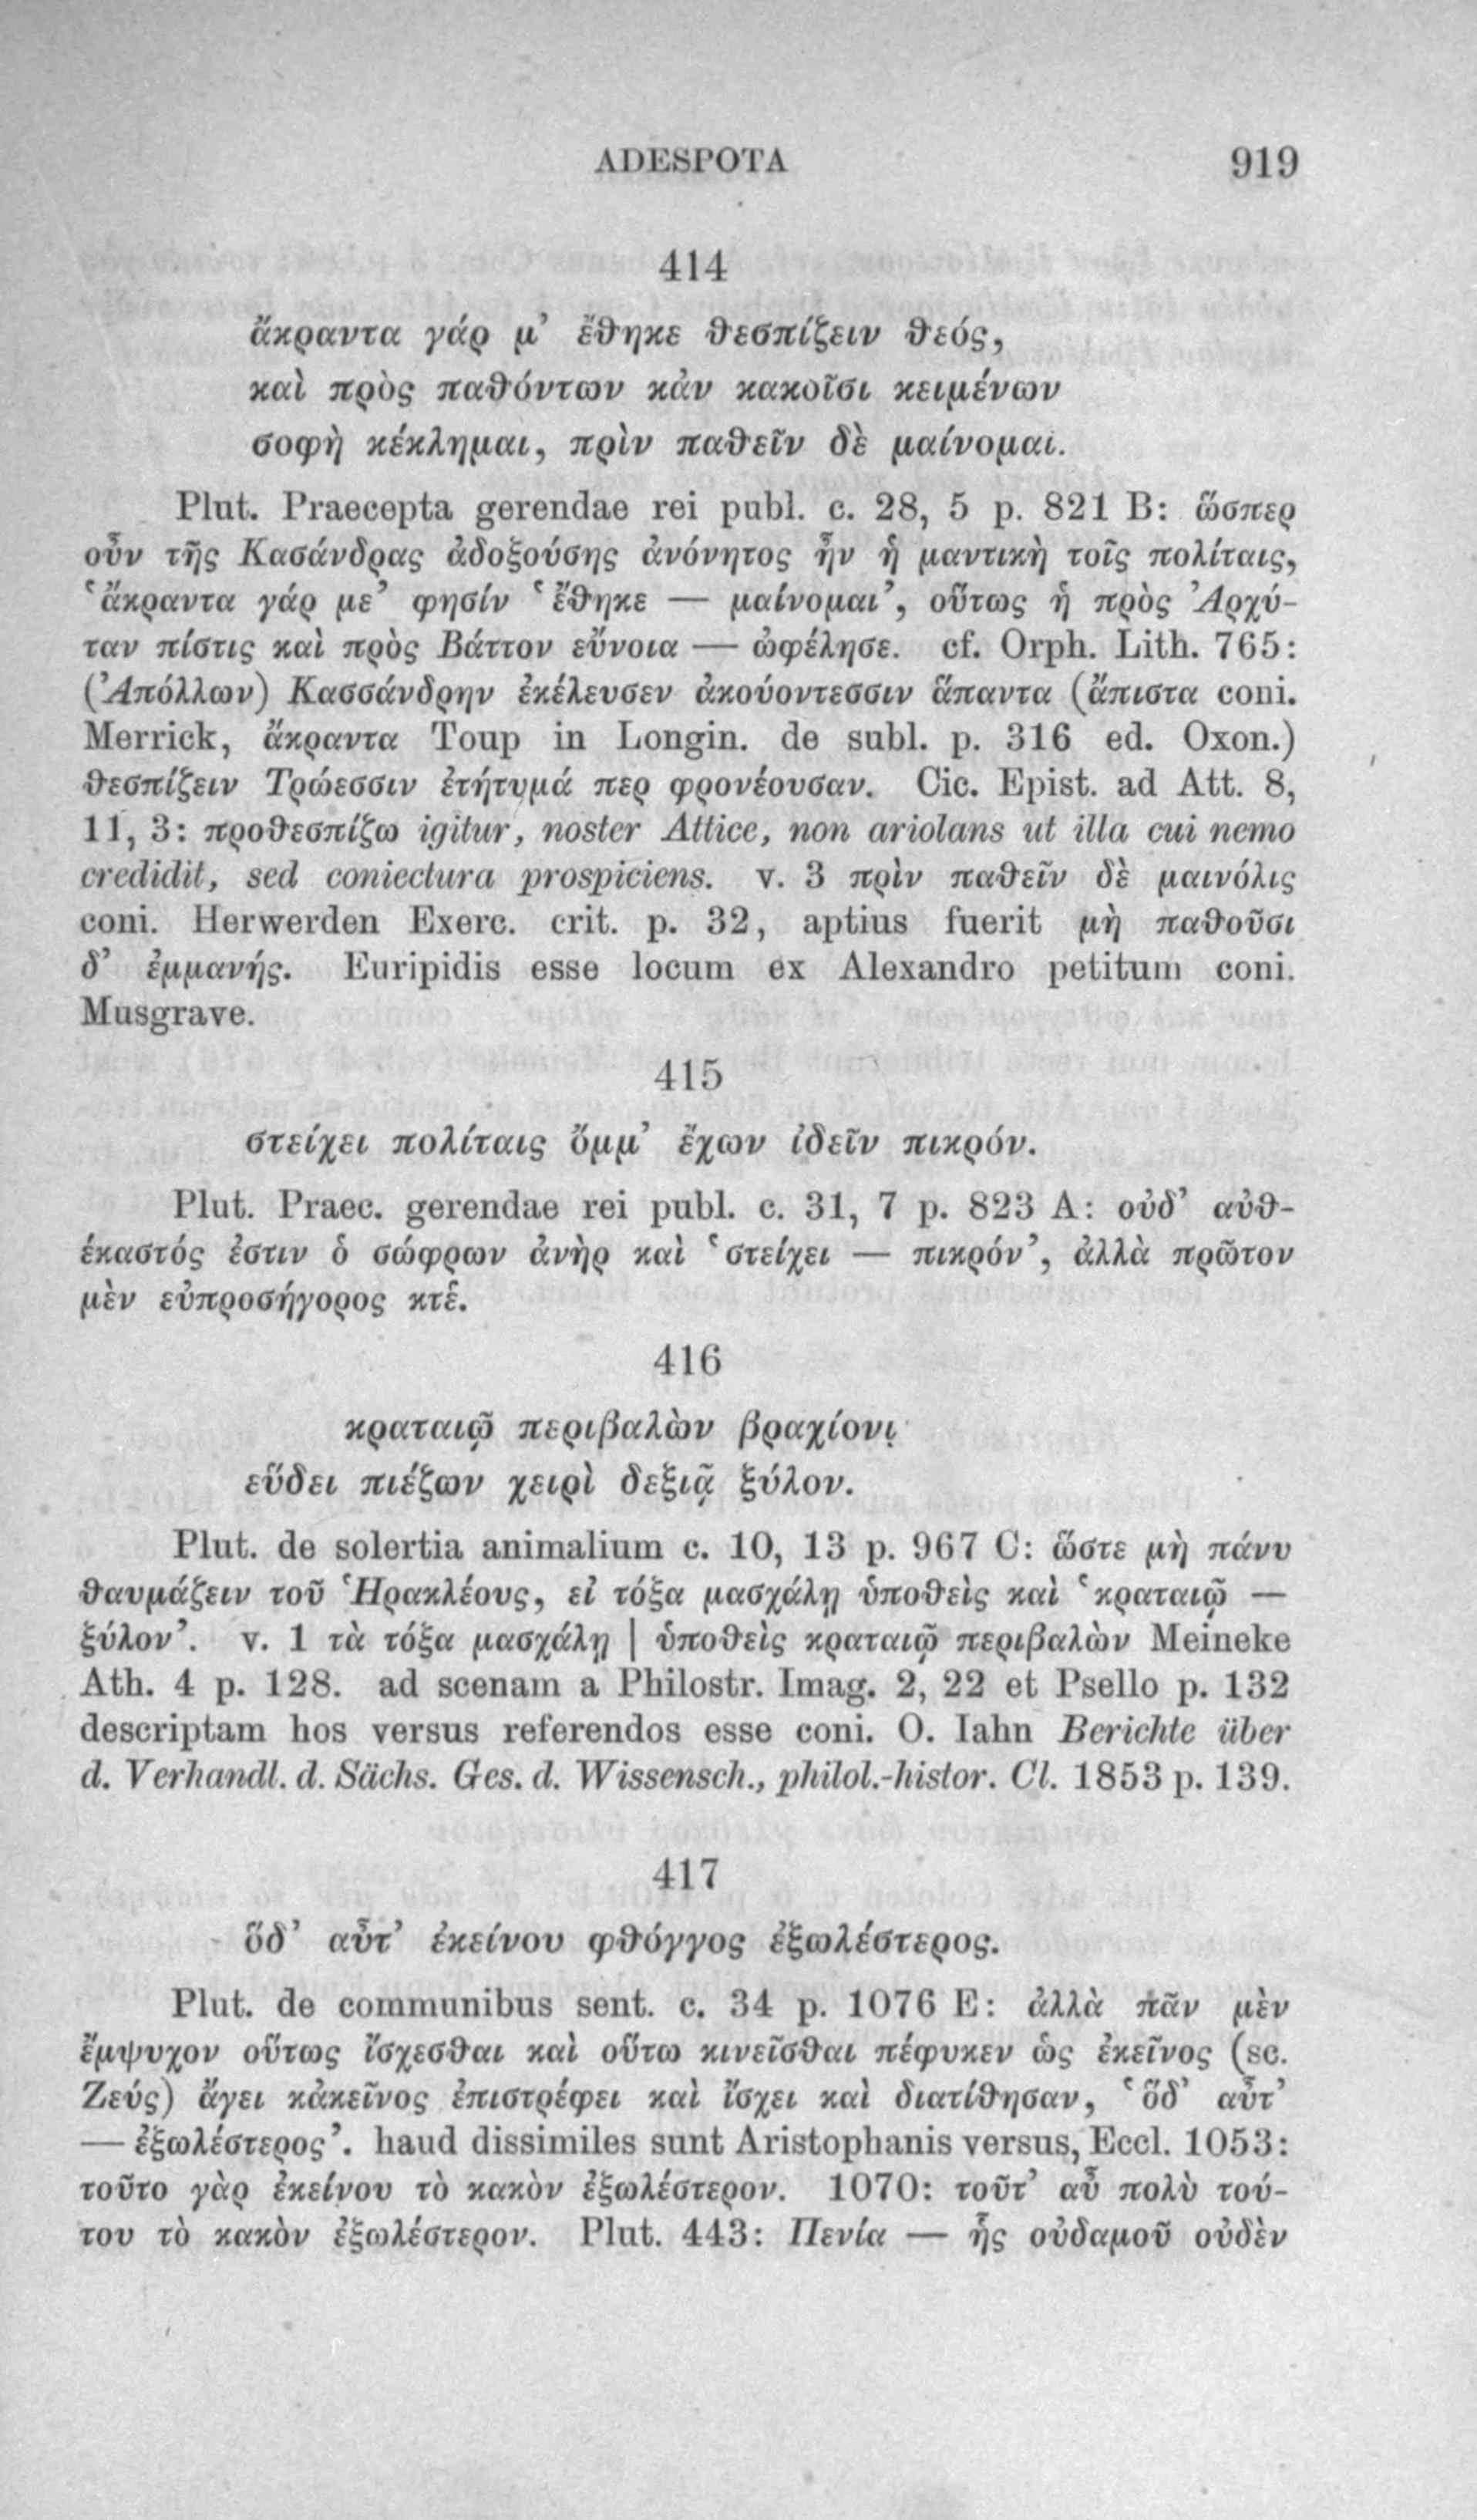 ADESPOTA 919
414
ἄκραντα γάρ μ’ ἔθηκε θεσπίζειν θεός,
καὶ πρὸς παθόντων κἀν κακοῖσι κειμένων
σοφὴ κέκλημαι, πρὶν παθεῖν δὲ μαίνομαι.
Plut. Praecepta gerendae rei publ. c. 28, 5 p. 821 B: ὥσπερ
οὖν τῆς Κασάνδρας ἀδοξούσης ἀνόνητος ἦν ἡ μαντικὴ τοῖς πολίταις,
‘ἄκραντα γάρ με’ φησίν ‘ἔθηκε — μαίνομαι’, οὕτως ἡ πρὸς Ἀρχύ-
ταν πίστις καὶ πρὸς Βάττον εὔνοια — ὠφέλησε. cf. Orph. Lith. 765:
(Ἀπόλλων) Κασσάνδρην ἐκέλευσεν ἀκούοντεσσιν ἅπαντα (ἄπιστα coni.
Merrick, ἄκραντα Toup in Longin. de subl. p. 316 ed. Oxon.)
θεσπίζειν Τρώεσσιν ἐτήτυμά περ φρονέουσαν. Cic. Epist. ad Att. 8,
11, 3: προθεσπίζω igitur, noster Attice, non ariolans ut illa cui nemo
credidit, sed coniectura prospiciens. v. 3 πρὶν παθεῖν δὲ μαινόλις
coni. Herwerden Exerc. crit. p. 32, aptius fuerit μὴ παθοῦσι
δ’ ἐμμανής. Euripidis esse locum ex Alexandro petitum coni.
Musgrave.
415
στείχει πολίταις ὄμμ’ ἔχων ἰδεῖν πικρόν.
Plut. Praec. gerendae rei publ. c. 31, 7 p. 823 A: οὐδ’ αὐθ-
έκαστός ἐστιν ὁ σώφρων ἀνὴρ καὶ ‘στείχει — πικρόν’, ἀλλὰ πρῶτον
μὲν εὐπροσήγορος κτἑ.
416
κραταιῷ περιβαλὼν βραχίονι
εὕδει πιέζων χειρὶ δεξιᾷ ξύλον.
Plut. de solertia animalium c. 10, 13 p. 967 C: ὥστε μὴ πάνυ
θαυμάζειν τοῦ Ἡρακλέους, εἰ τόξα μασχάλῃ ὑποθεὶς καὶ ‘κραταιῷ —
ξύλον’. v. 1 τὰ τόξα μασχάλῃ | ὑποθεὶς κραταιῷ περιβαλὼν Meineke
Ath. 4 p. 128. ad scenam a Philostr. Imag. 2, 22 et Psello p. 132
descriptam hos versus referendos esse coni. O. Iahn Berichte über
d. Verhandl. d. Sächs. Ges. d. Wissensch., philol.-histor. Cl. 1853 p. 139.
417
ὅδ’ αὖτ’ ἐκείνου φθόγγος ἐξωλέστερος.
Plut. de communibus sent. c. 34 p. 1076 E: ἀλλὰ πᾶν μὲν
ἔμψυχον οὕτως ἴσχεσθαι καὶ οὕτω κινεῖσθαι πέφυκεν ὡς ἐκεῖνος (sc.
Ζεύς) ἄγει κἀκεῖνος ἐπιστρέφει καὶ ἴσχει καὶ διατίθησαν, ‘ὅδ’ αὖτ’
— ἐξωλέστερος’. haud dissimiles sunt Aristophanis versus, Eccl. 1053:
τοῦτο γὰρ ἐκείνου τὸ κακὸν ἐξωλέστερον. 1070: τοῦτ’ αὖ πολὺ τού-
του τὸ κακὸν ἐξωλέστερον. Plut. 443: Πενία — ἧς οὐδαμοῦ οὐδὲν